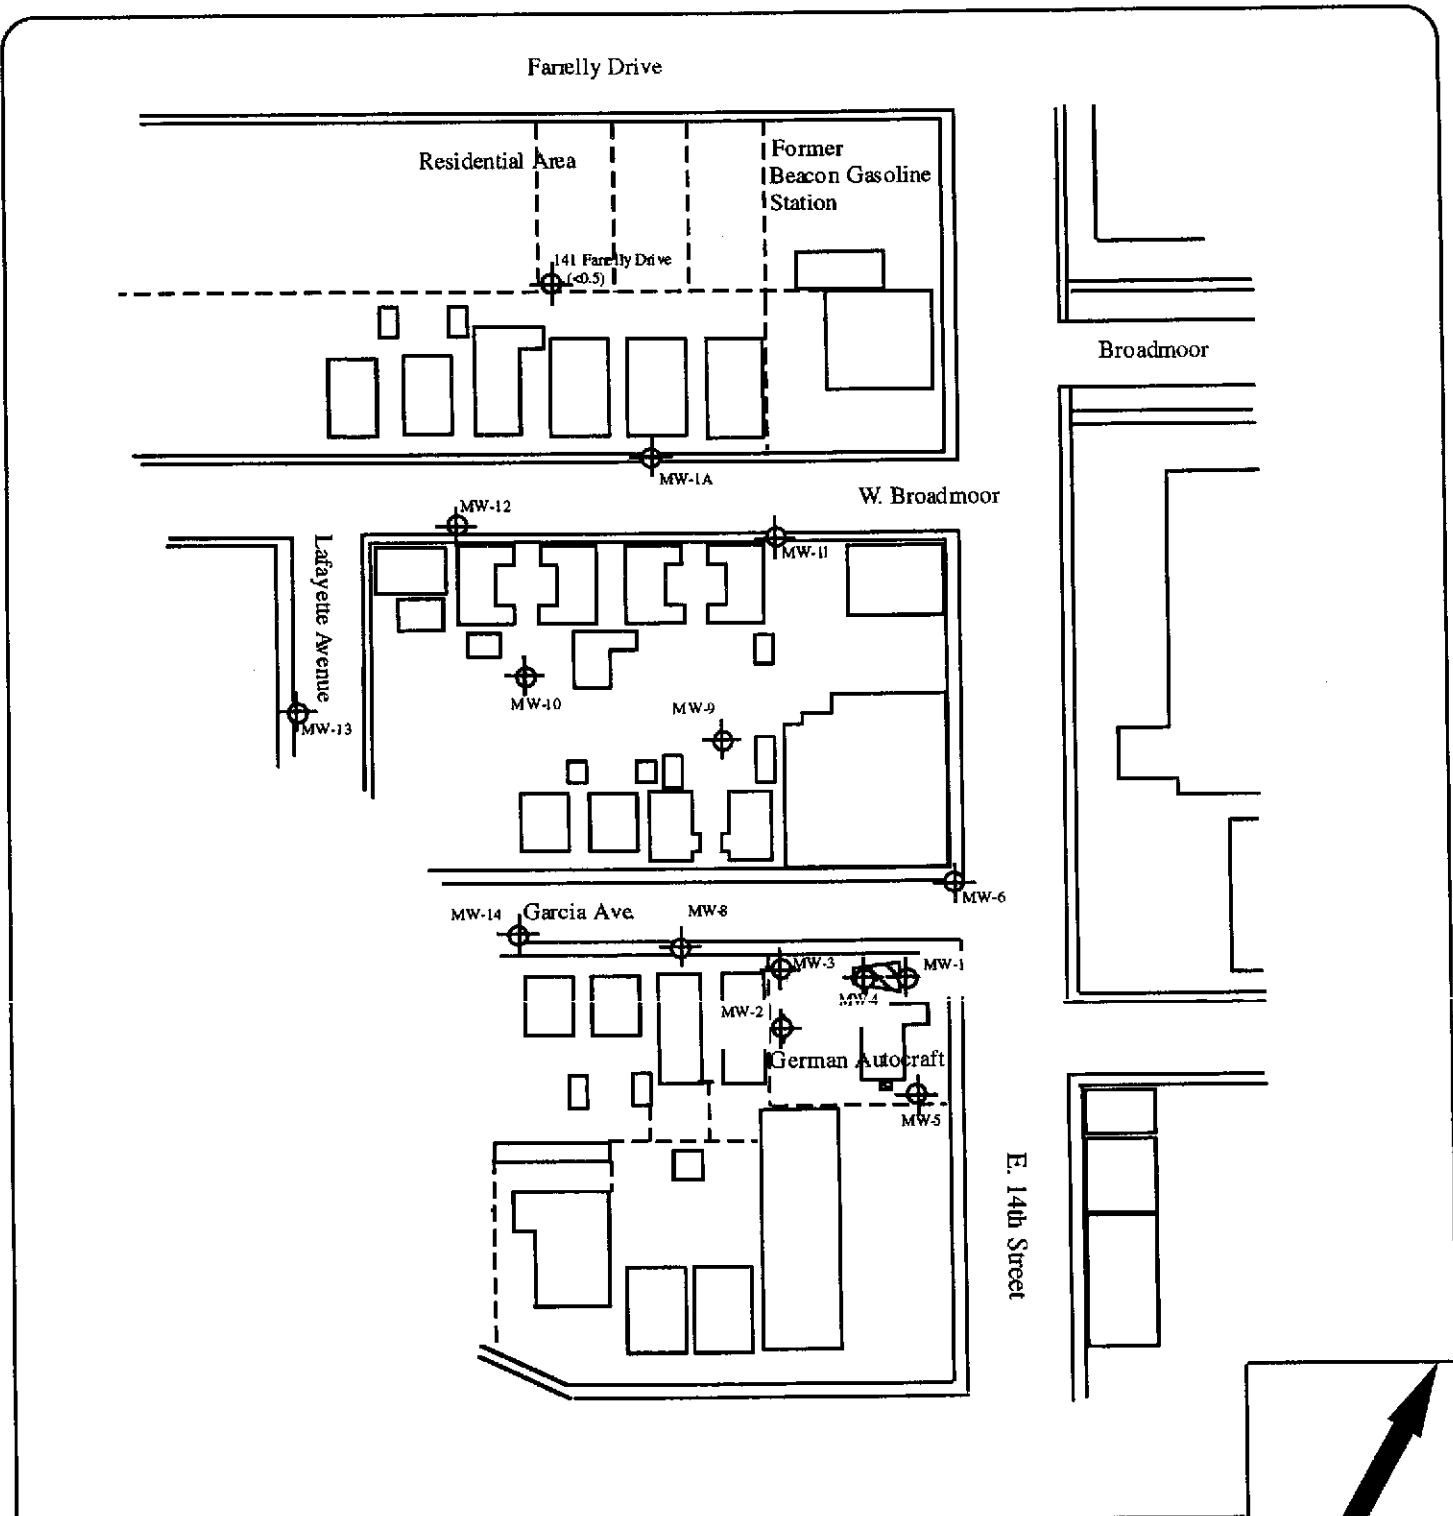 Farrelly Drive
Residential Area
Former
Beacon Gasoline
Station
141 Farrelly Drive
(<0.5)
Broadmoor
MW-1A
W. Broadmoor
MW-12
MW-11
Lafayette Avenue
MW-10
MW-9
MW-13
MW-6
MW-14
Garcia Ave.
MW-8
MW-3
MW-1
MW-4
MW-2
German Autocraft
MW-5
E. 14th Street